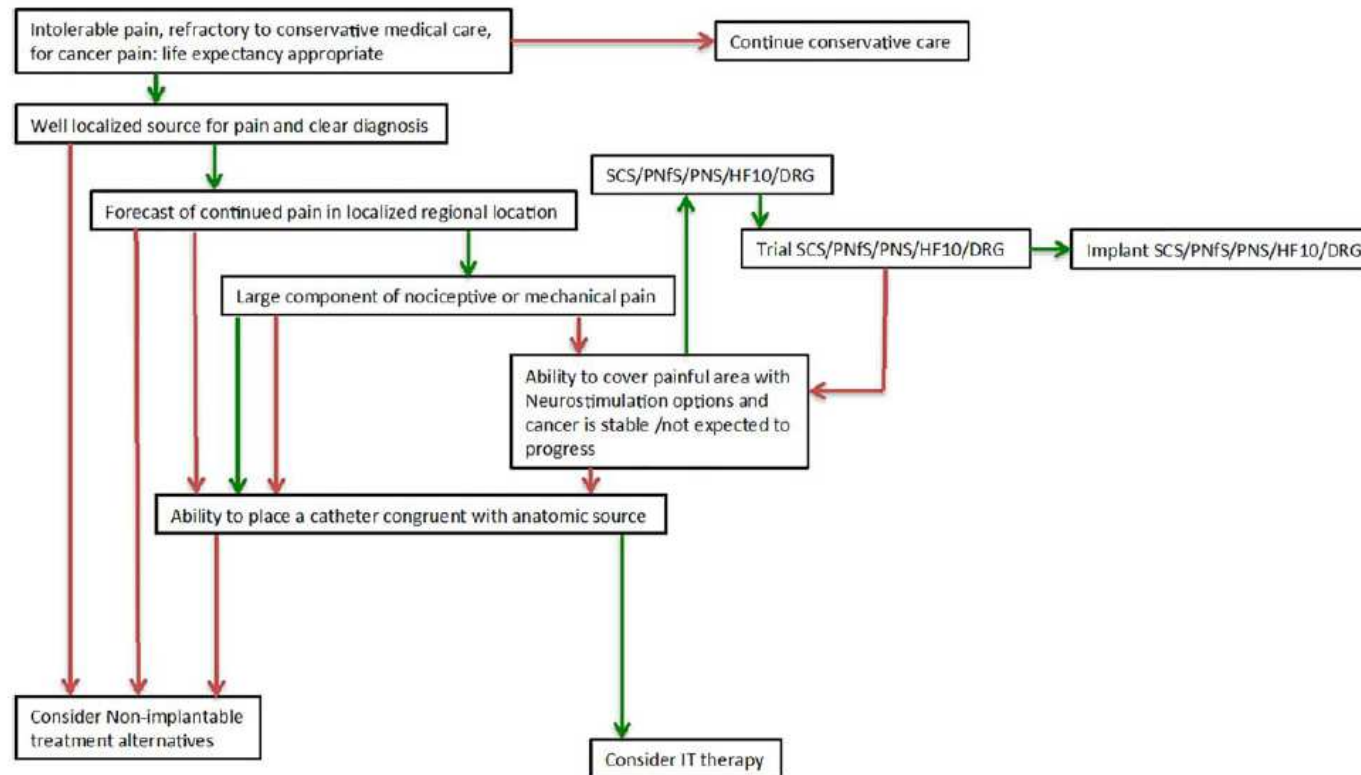 Intolerable pain, refractory to conservative medical care,
for cancer pain: life expectancy appropriate
Continue conservative care
Well localized source for pain and clear diagnosis
SCS/PNfS/PNS/HF10/DRG
Forecast of continued pain in localized regional location
Trial SCS/PNfS/PNS/HF10/DRG
Implant SCS/PNfS/PNS/HF10/DRG
Large component of nociceptive or mechanical pain
Ability to cover painful area with
Neurostimulation options and
cancer is stable /not expected to
progress
Ability to place a catheter congruent with anatomic source
Consider Non-implantable
treatment alternatives
Consider IT therapy